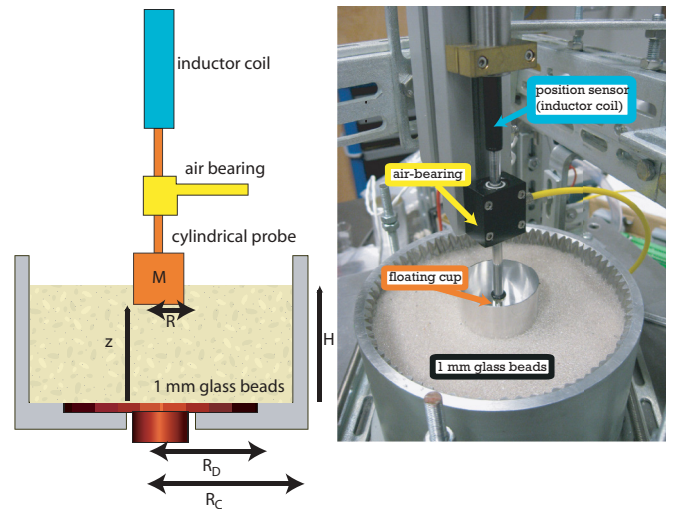 inductor coil
air bearing
cylindrical probe
M
R
z
H
1 mm glass beads
R_D
R_C
position sensor
(inductor coil)
air-bearing
floating cup
1 mm glass beads